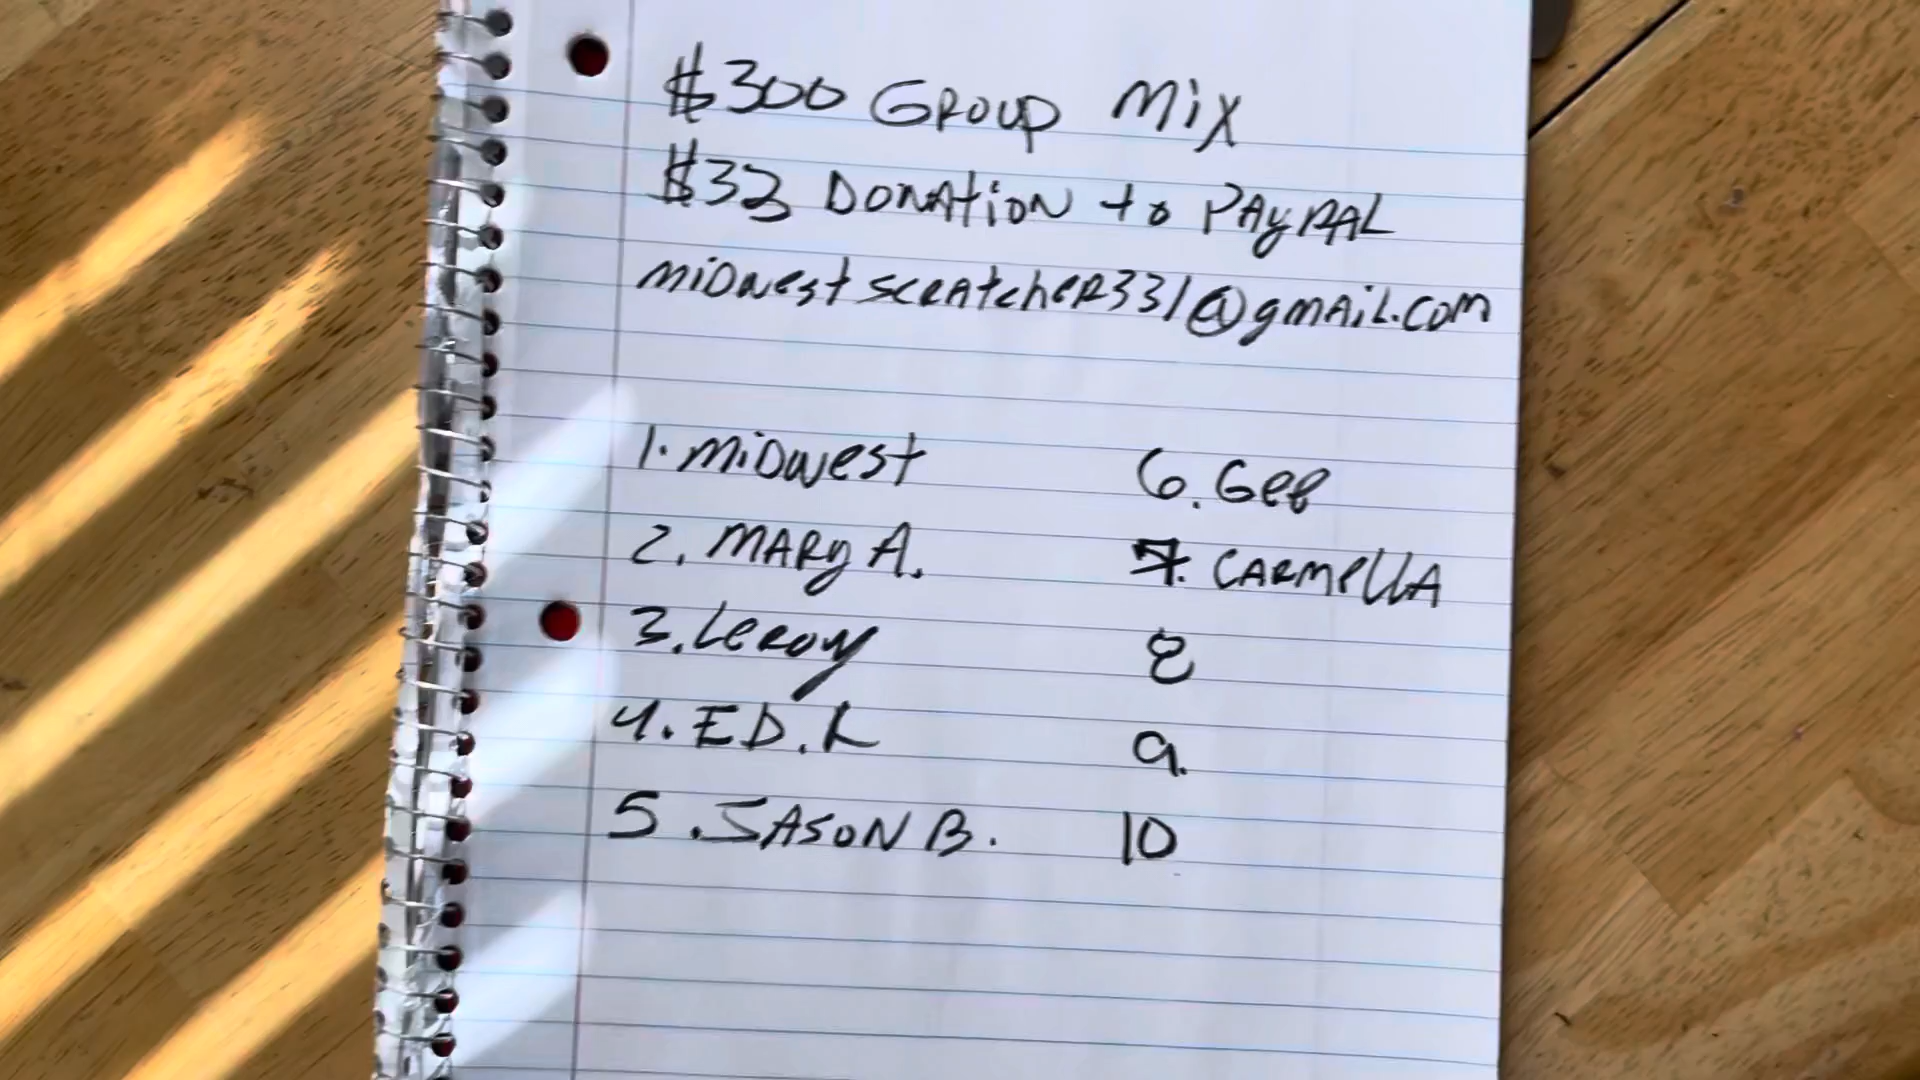 $300 GROUP MIX
$33 DONATION to PAYPAL
midwestscratcher331@gmail.com
1. MIDWEST
2. MARY A.
3. LEROY
4. ED. K
5. JASON B.
6. Gee
7. CARMELLA
8
9.
10